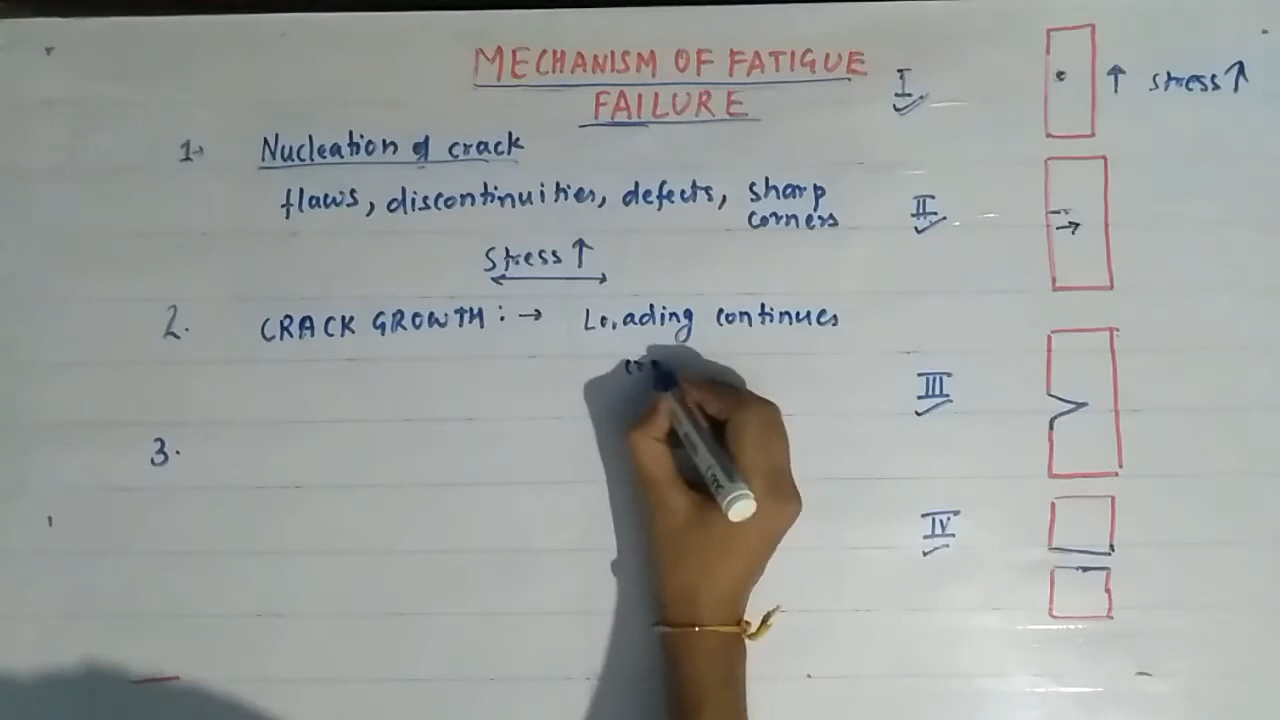 MECHANISM OF FATIGUE
FAILURE
1. Nucleation of crack
flaws, discontinuities, defects, sharp
corners
Stress ↑
2. CRACK GROWTH : → Loading continues
3.
I
↑ stress ↑
II
III
IV